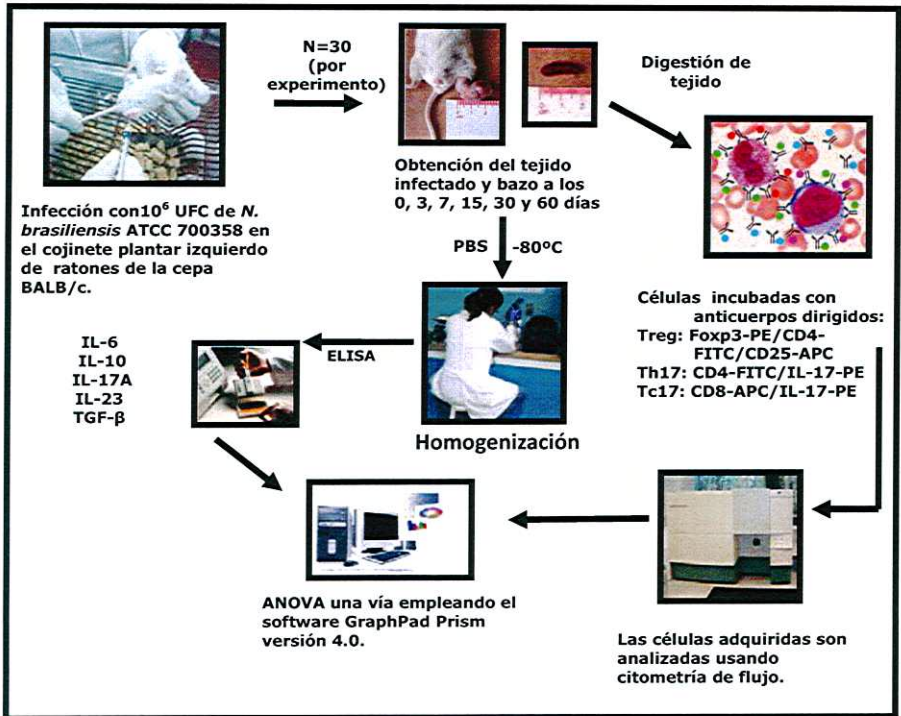 N=30
(por
experimento)
Digestión de
tejido
Infección con10⁶ UFC de N.
brasiliensis ATCC 700358 en
el cojinete plantar izquierdo
de ratones de la cepa
BALB/c.
Obtención del tejido
infectado y bazo a los
0, 3, 7, 15, 30 y 60 días
PBS -80ºC
Células incubadas con
anticuerpos dirigidos:
Treg: Foxp3-PE/CD4-
FITC/CD25-APC
Th17: CD4-FITC/IL-17-PE
Tc17: CD8-APC/IL-17-PE
IL-6
IL-10
IL-17A
IL-23
TGF-β
ELISA
Homogenización
ANOVA una vía empleando el
software GraphPad Prism
versión 4.0.
Las células adquiridas son
analizadas usando
citometría de flujo.